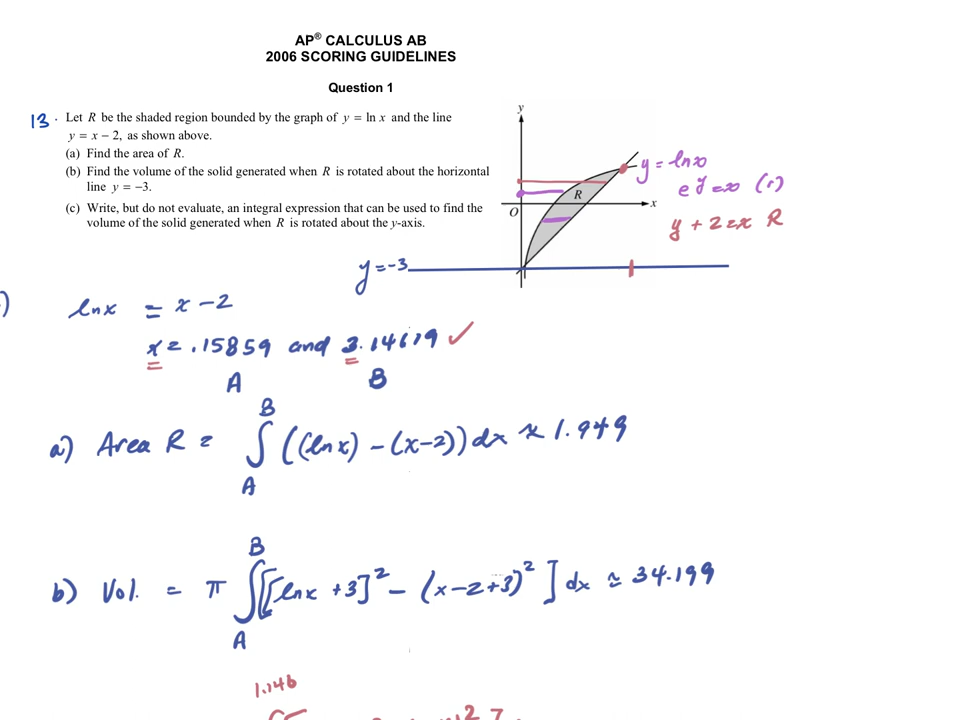 AP® CALCULUS AB
2006 SCORING GUIDELINES
Question 1
13. Let R be the shaded region bounded by the graph of y = ln x and the line
y = x − 2, as shown above.
(a) Find the area of R.
(b) Find the volume of the solid generated when R is rotated about the horizontal
line y = −3.
(c) Write, but do not evaluate, an integral expression that can be used to find the
volume of the solid generated when R is rotated about the y-axis.
y
R
O
x
y = lnx
e^y = x (r)
y + 2 = x R
y = -3
)
lnx = x - 2
x = .15859 and 3.14619 ✓
A B
a) Area R = ∫_A^B ((ln x) - (x-2)) dx ≈ 1.949
b) Vol. = π ∫_A^B [[lnx + 3]² - (x-2+3)²] dx ≈ 34.199
1.146